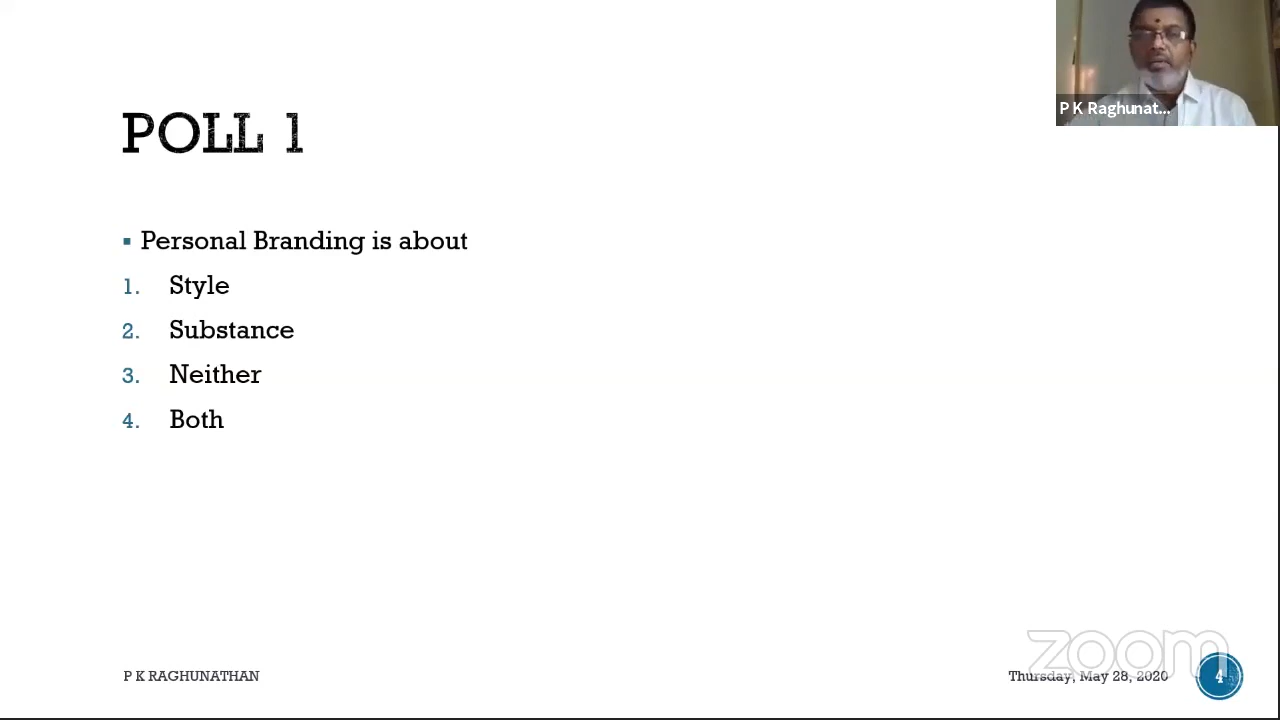 P K Raghunat...
POLL 1
▪ Personal Branding is about
1. Style
2. Substance
3. Neither
4. Both
zoom
P K RAGHUNATHAN
Thursday, May 28, 2020
4